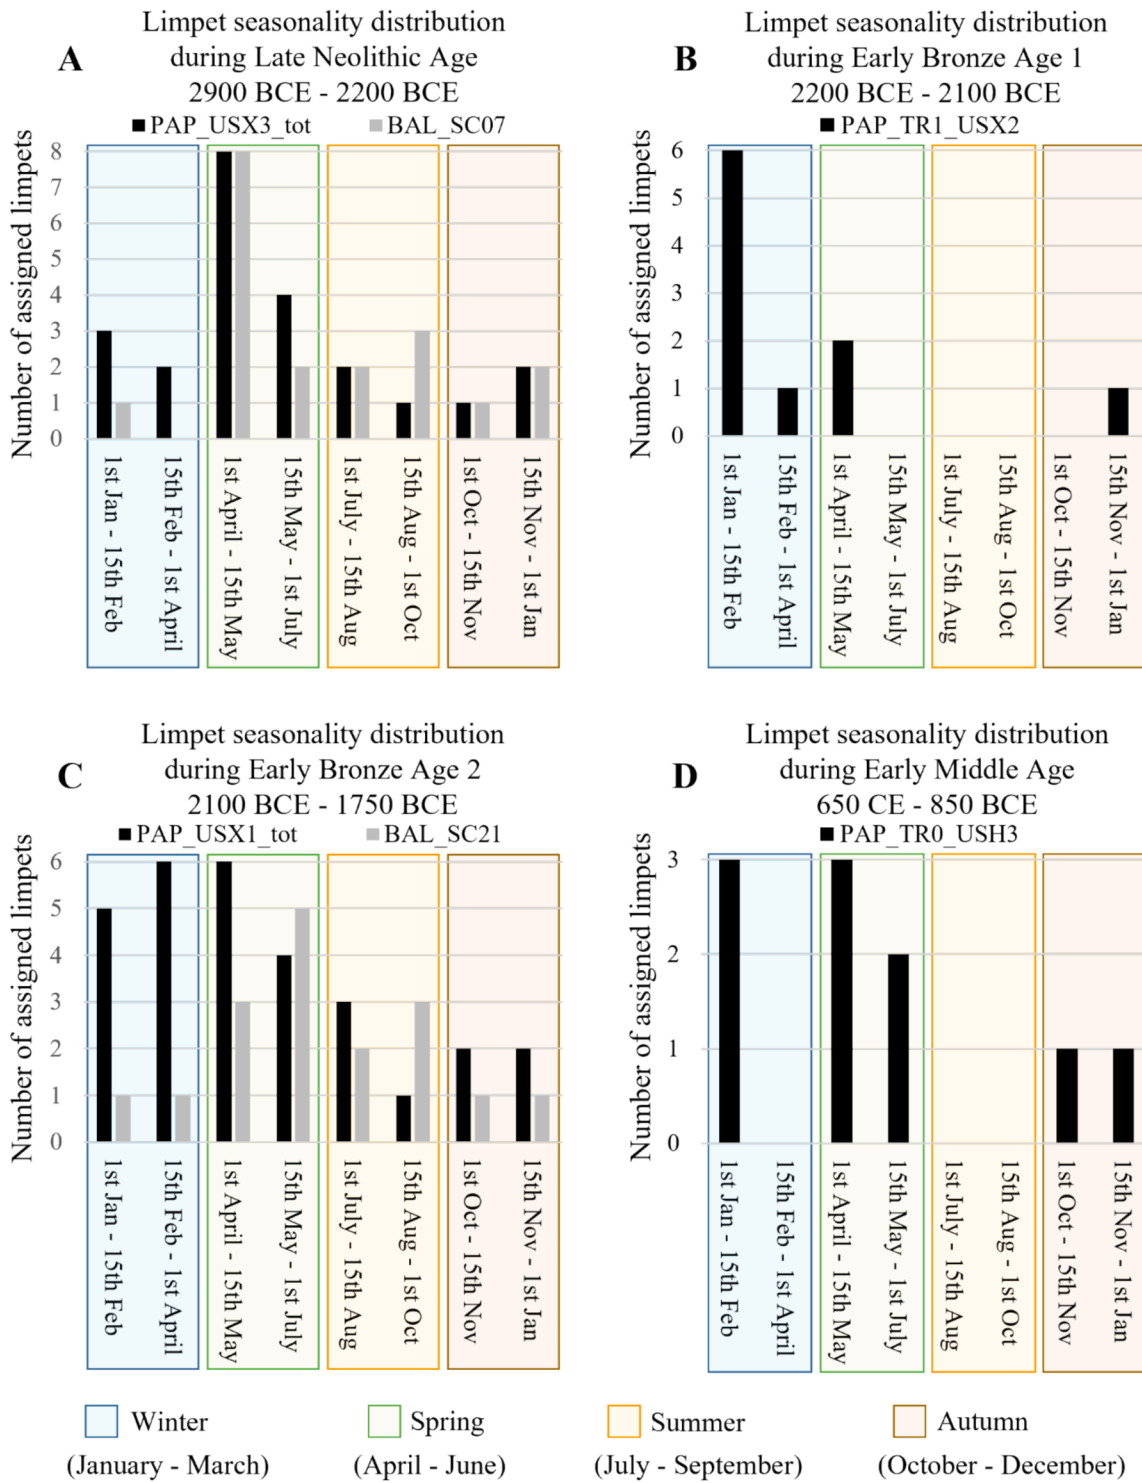 Limpet seasonality distribution
A during Late Neolithic Age
2900 BCE - 2200 BCE
PAP_USX3_tot BAL_SC07
Number of assigned limpets
8
7
6
5
4
3
2
1
0
1st Jan - 15th Feb
15th Feb - 1st April
1st April - 15th May
15th May - 1st July
1st July - 15th Aug
15th Aug - 1st Oct
1st Oct - 15th Nov
15th Nov - 1st Jan
Limpet seasonality distribution
B during Early Bronze Age 1
2200 BCE - 2100 BCE
PAP_TR1_USX2
Number of assigned limpets
6
5
4
3
2
1
0
1st Jan - 15th Feb
15th Feb - 1st April
1st April - 15th May
15th May - 1st July
1st July - 15th Aug
15th Aug - 1st Oct
1st Oct - 15th Nov
15th Nov - 1st Jan
Limpet seasonality distribution
C during Early Bronze Age 2
2100 BCE - 1750 BCE
PAP_USX1_tot BAL_SC21
Number of assigned limpets
6
5
4
3
2
1
0
1st Jan - 15th Feb
15th Feb - 1st April
1st April - 15th May
15th May - 1st July
1st July - 15th Aug
15th Aug - 1st Oct
1st Oct - 15th Nov
15th Nov - 1st Jan
Limpet seasonality distribution
D during Early Middle Age
650 CE - 850 BCE
PAP_TR0_USH3
Number of assigned limpets
3
2
1
0
1st Jan - 15th Feb
15th Feb - 1st April
1st April - 15th May
15th May - 1st July
1st July - 15th Aug
15th Aug - 1st Oct
1st Oct - 15th Nov
15th Nov - 1st Jan
Winter Spring Summer Autumn
(January - March) (April - June) (July - September) (October - December)